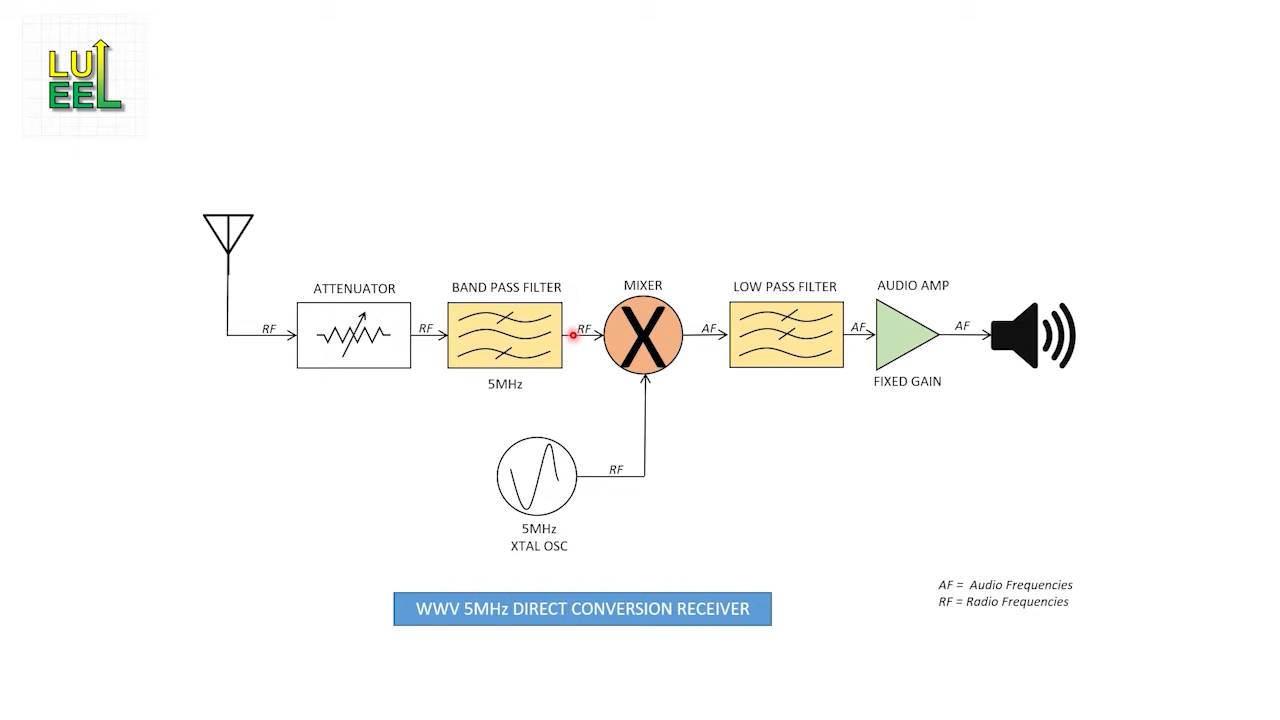 LU
EEL
ATTENUATOR
BAND PASS FILTER
MIXER
LOW PASS FILTER
AUDIO AMP
RF
RF
RF
X
AF
AF
AF
5MHz
FIXED GAIN
RF
5MHz
XTAL OSC
AF = Audio Frequencies
RF = Radio Frequencies
WWV 5MHz DIRECT CONVERSION RECEIVER